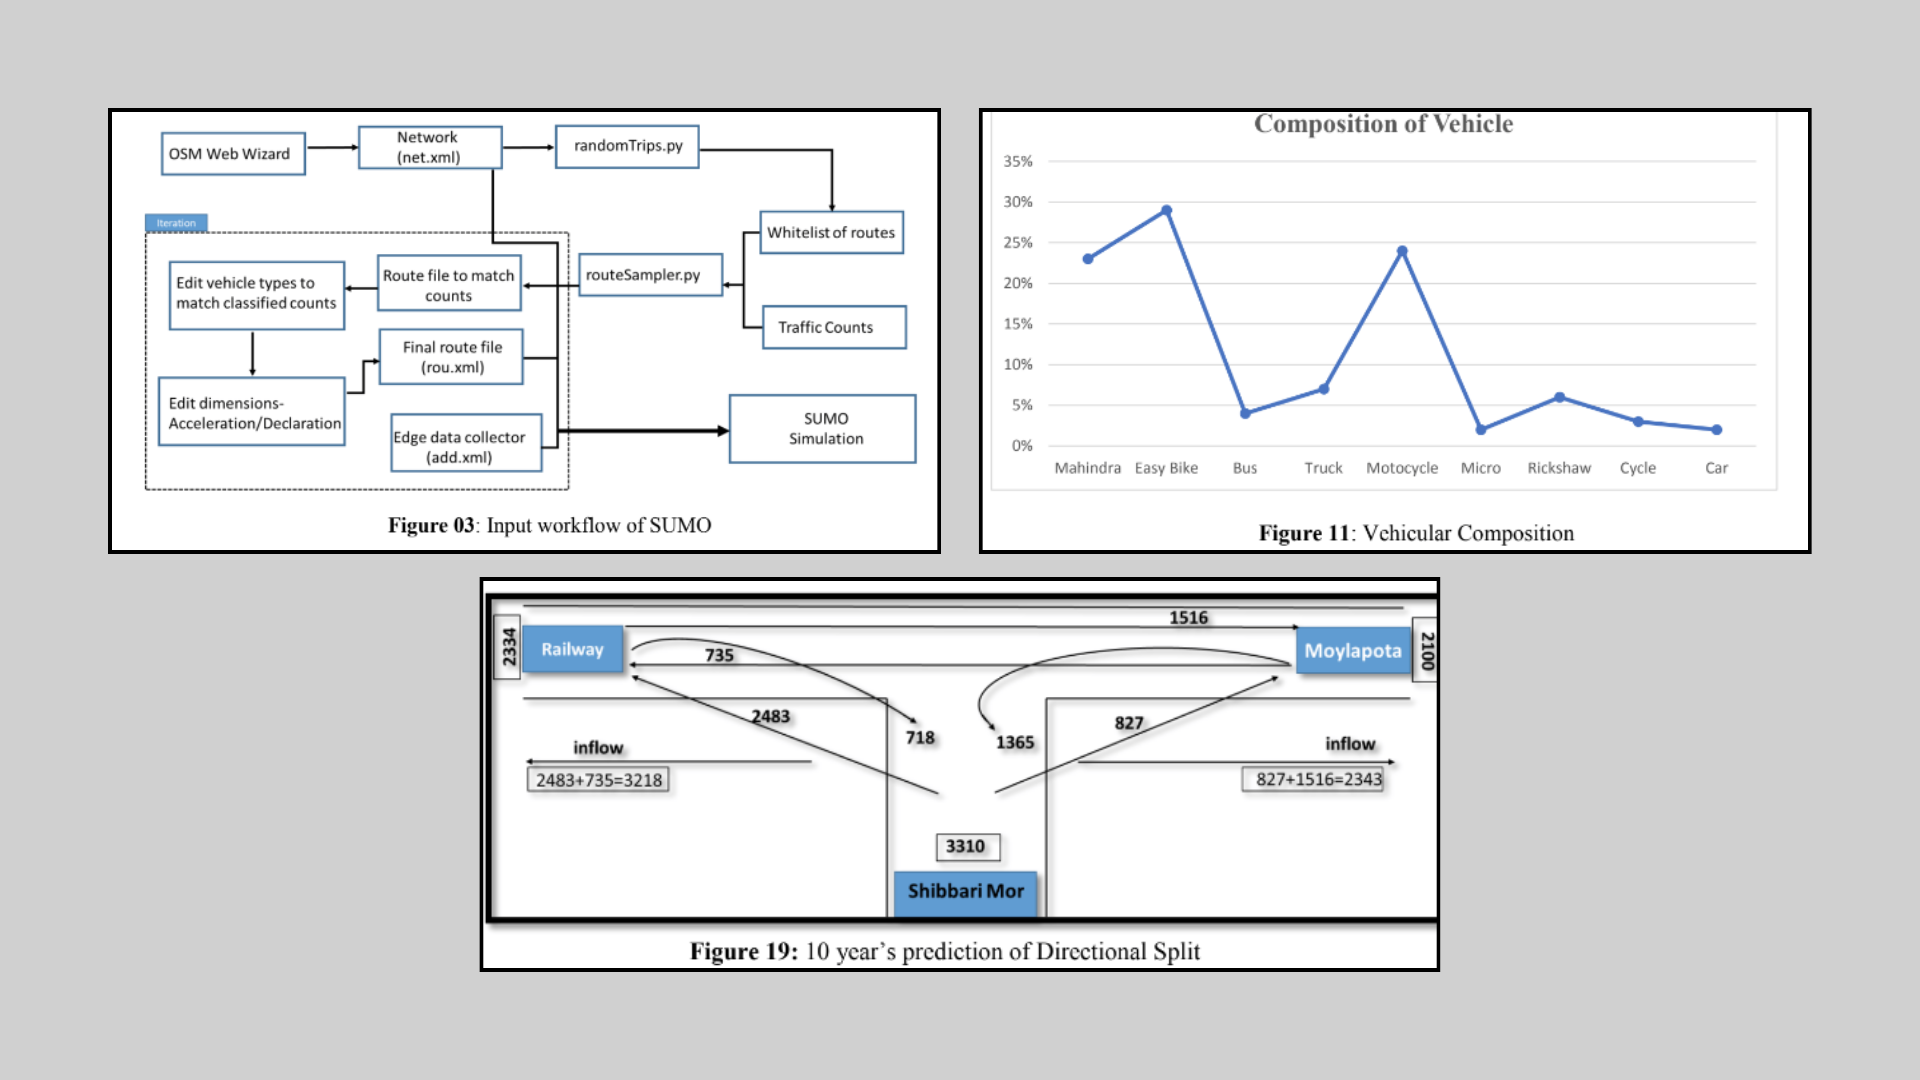 OSM Web Wizard
Network
(net.xml)
randomTrips.py
Iteration
Whitelist of routes
Edit vehicle types to
match classified counts
Route file to match
counts
routeSampler.py
Traffic Counts
Final route file
(rou.xml)
Edit dimensions-
Acceleration/Declaration
Edge data collector
(add.xml)
SUMO
Simulation
Figure 03: Input workflow of SUMO
Composition of Vehicle
35%
30%
25%
20%
15%
10%
5%
0%
Mahindra Easy Bike Bus Truck Motocycle Micro Rickshaw Cycle Car
Figure 11: Vehicular Composition
2334
Railway
1516
Moylapota
2100
735
2483
718
1365
827
inflow
2483+735=3218
inflow
827+1516=2343
3310
Shibbari Mor
Figure 19: 10 year's prediction of Directional Split